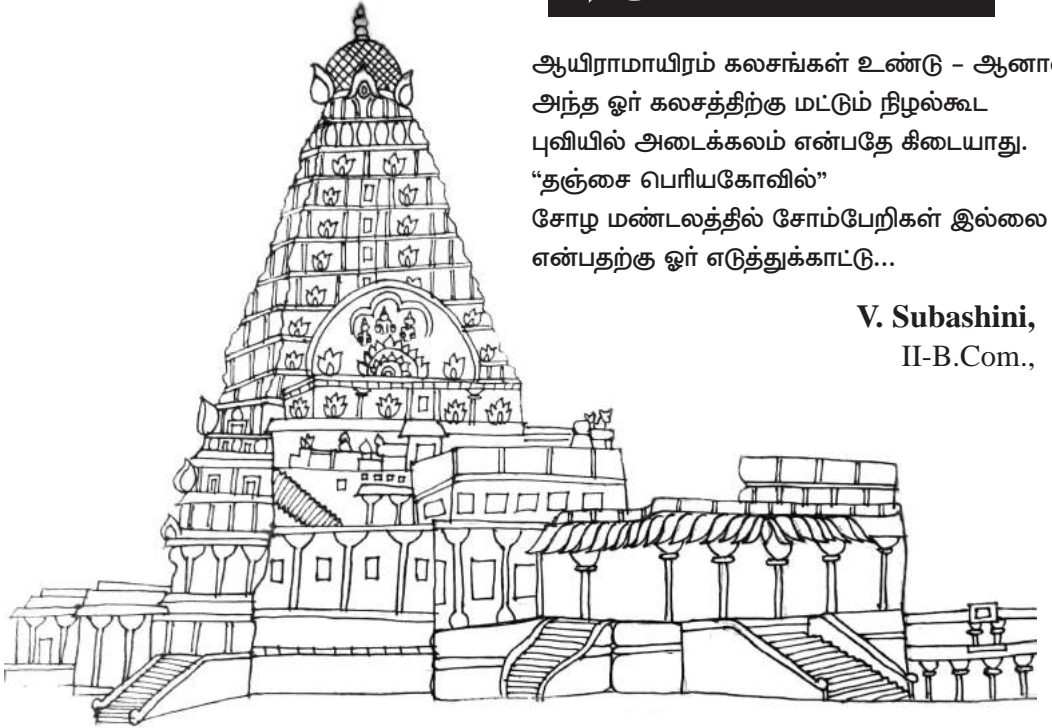 ஆயிராமாயிரம் கலசங்கள் உண்டு – 
அந்த ஓர் கலசத்திற்கு மட்டும் நிழல்கூட
புவியில் அடைக்கலம் என்பதே கிடையாது.
“தஞ்சை பெரியகோவில்”
சோழ மண்டலத்தில் சோம்பேறிகள் இல்லை
என்பதற்கு ஓர் எடுத்துக்காட்டு...
V. Subashini,
II-B.Com.,